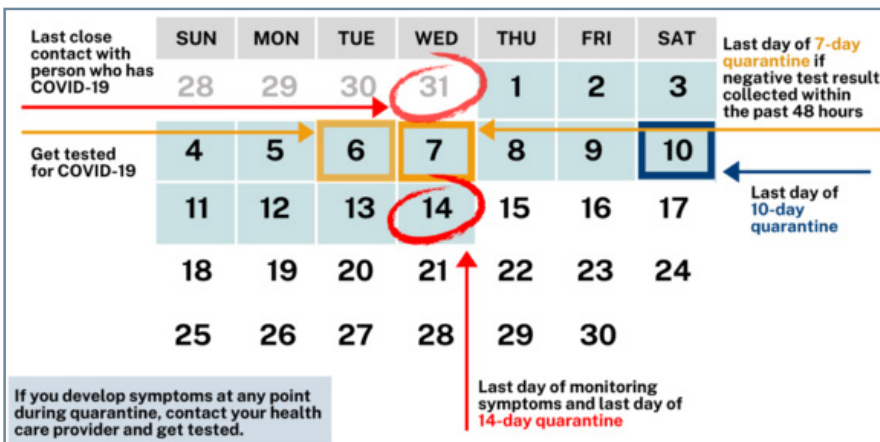 Last close
contact with
person who has
COVID-19
SUN MON TUE WED THU FRI SAT
28 29 30 31 1 2 3
Last day of 7-day
quarantine if
negative test result
collected within
the past 48 hours
Get tested
for COVID-19
4 5 6 7 8 9 10
Last day of
10-day
quarantine
11 12 13 14 15 16 17
18 19 20 21 22 23 24
25 26 27 28 29 30
If you develop symptoms at any point
during quarantine, contact your health
care provider and get tested.
Last day of monitoring
symptoms and last day of
14-day quarantine